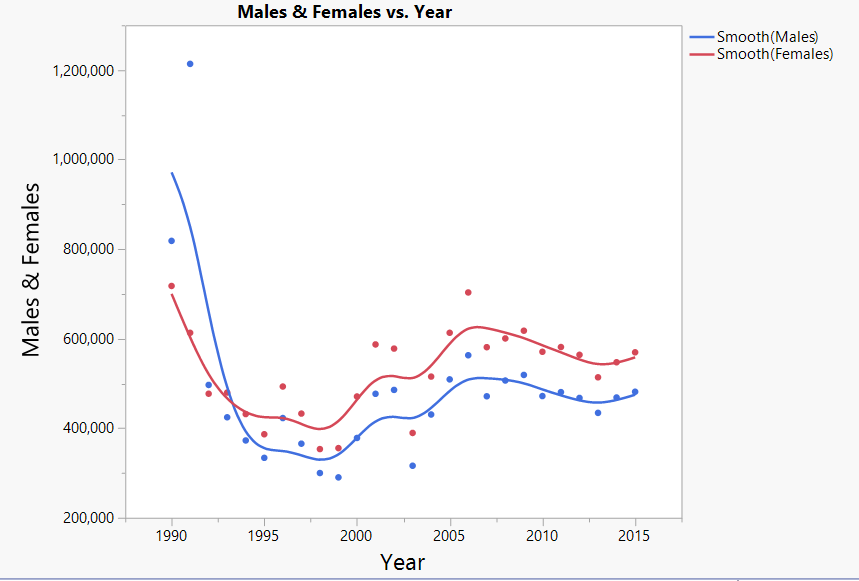 Males & Females vs. Year
Smooth(Males)
Smooth(Females)
Males & Females
1,200,000
1,000,000
800,000
600,000
400,000
200,000
1990 1995 2000 2005 2010 2015
Year